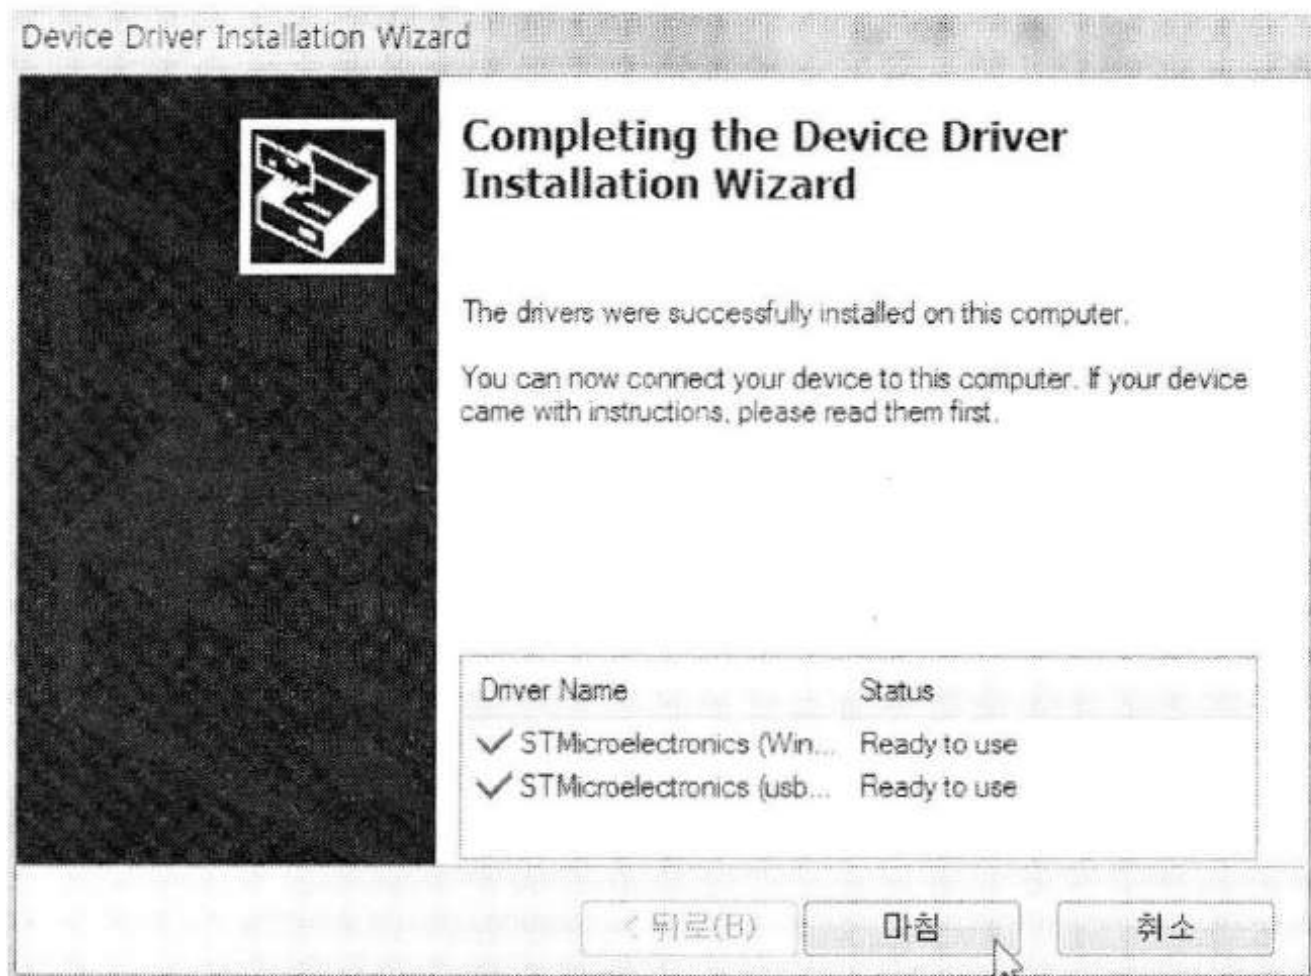 Device Driver Installation Wizard
Completing the Device Driver
Installation Wizard
The drivers were successfully installed on this computer.
You can now connect your device to this computer. If your device
came with instructions, please read them first.
Driver Name Status
STMicroelectronics (Win... Ready to use
STMicroelectronics (usb... Ready to use
< 뒤로(B) 마침 취소